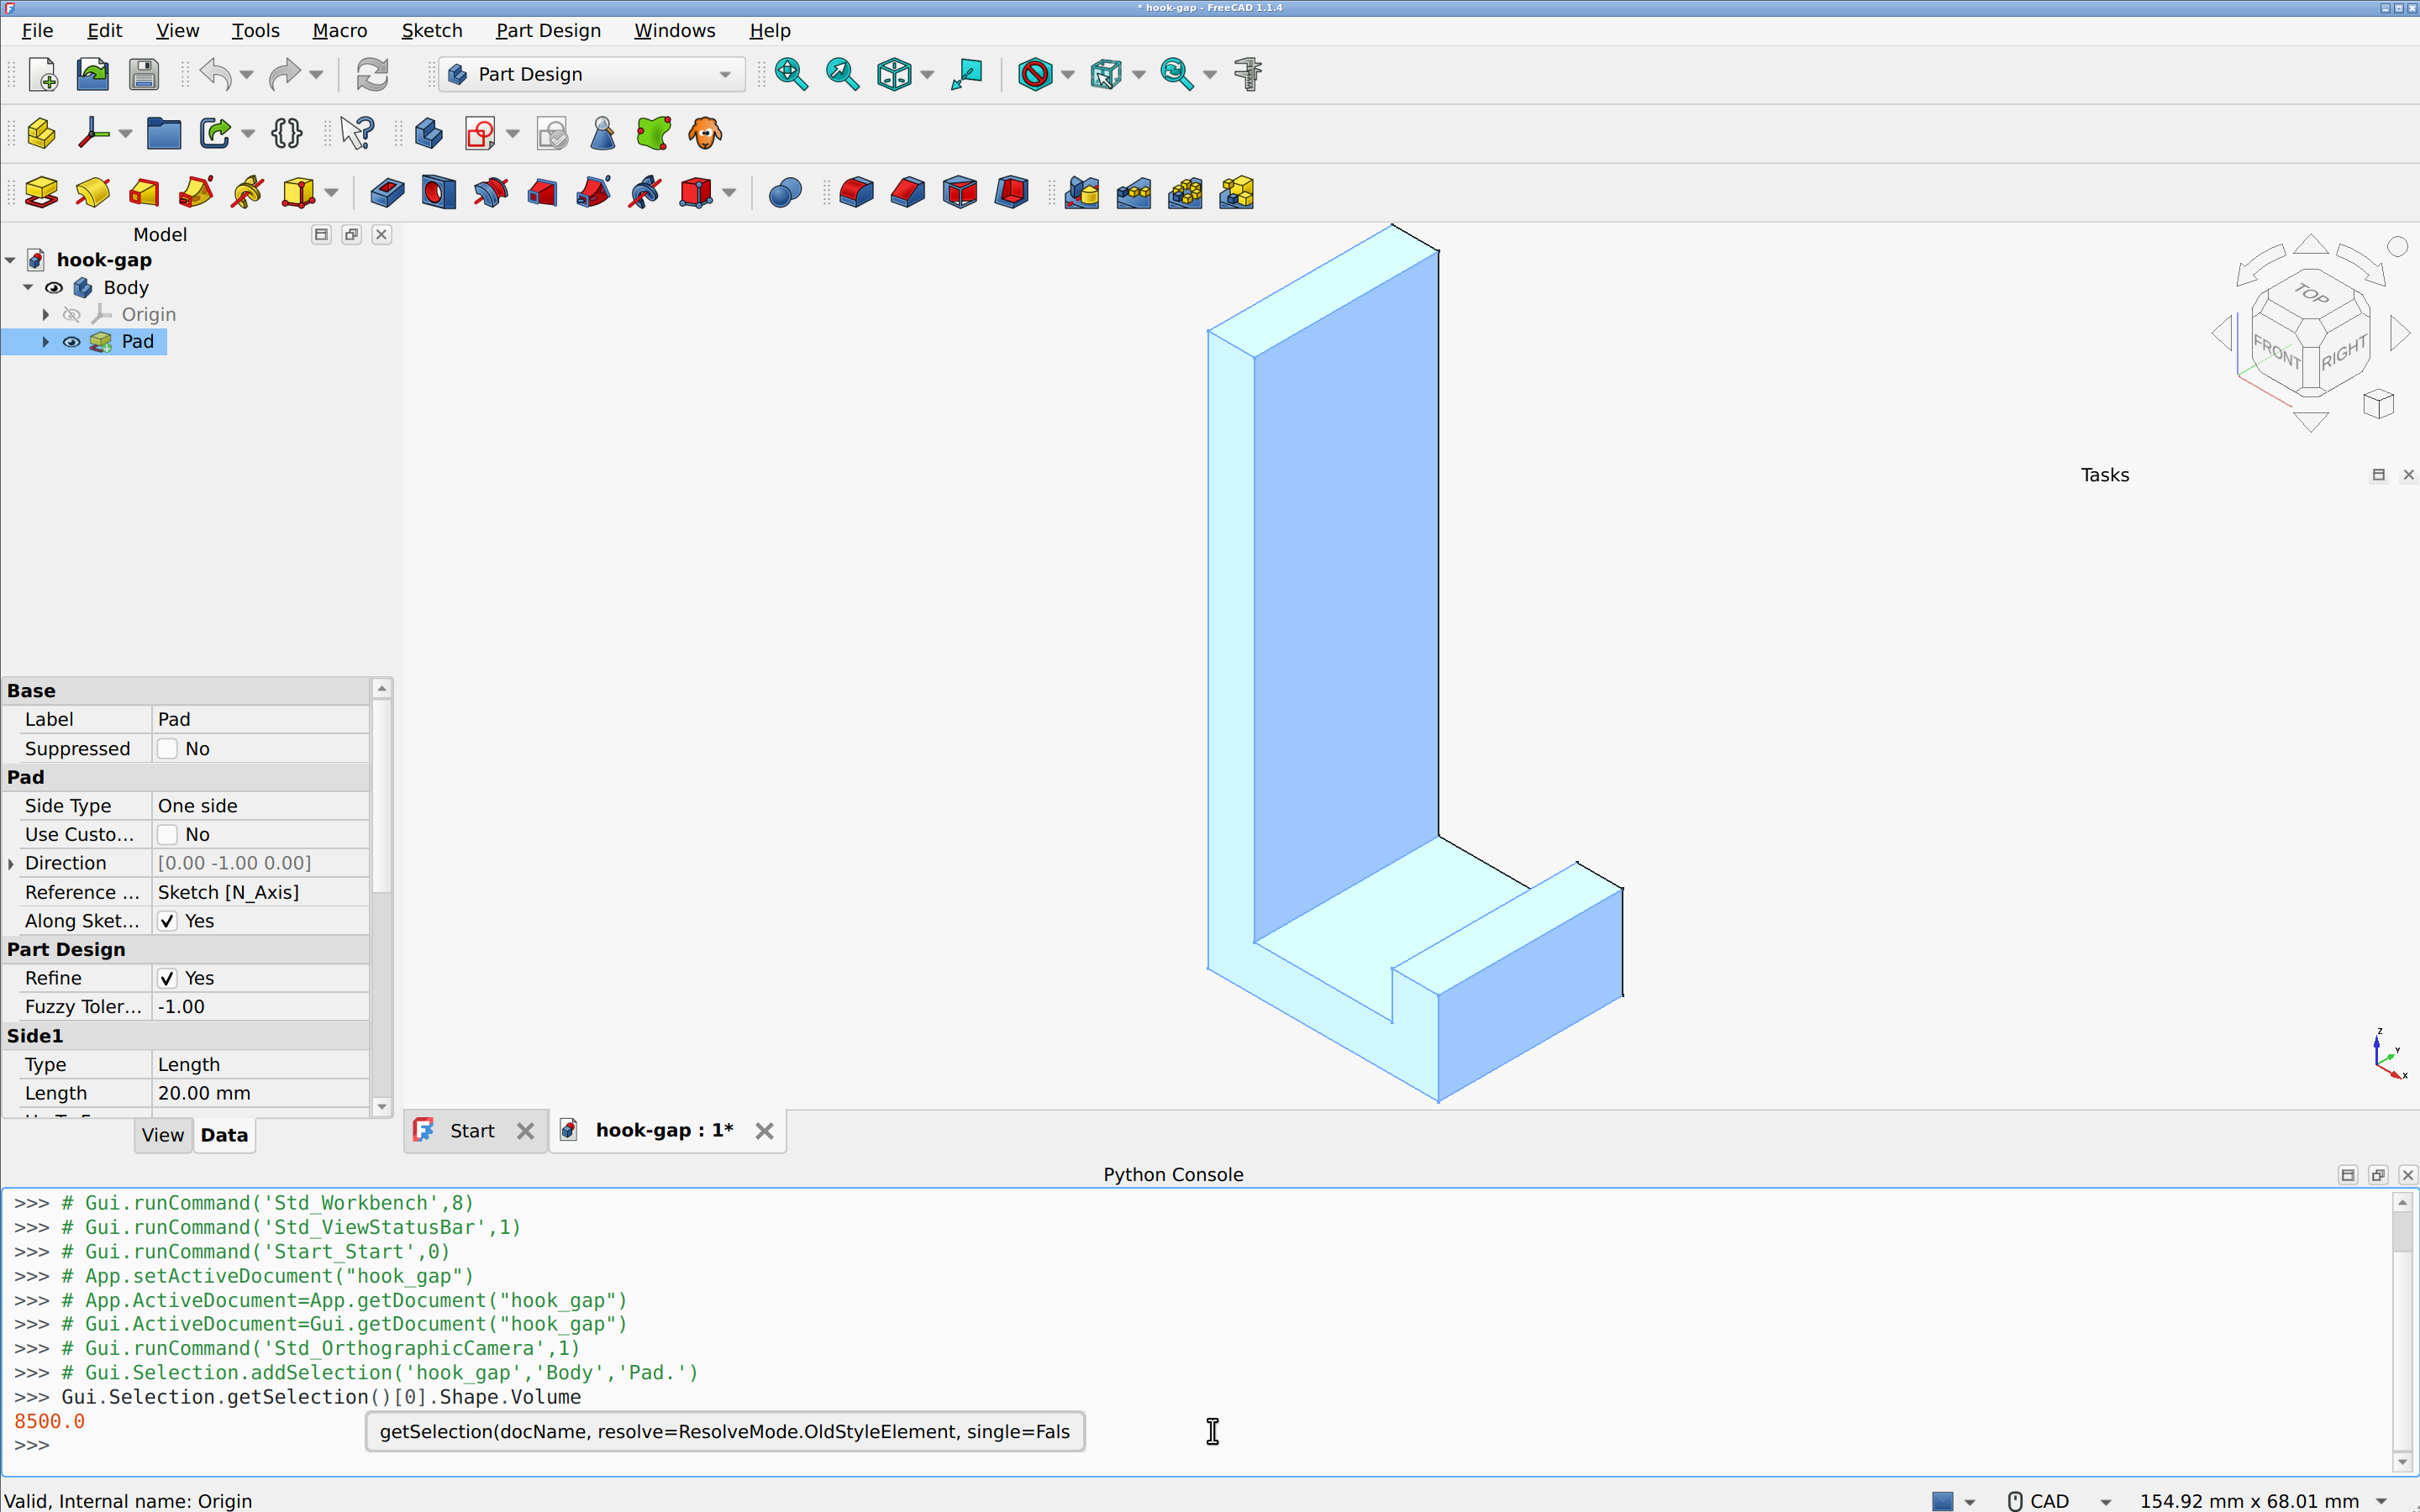 * hook-gap - FreeCAD 1.1.4
File Edit View Tools Macro Sketch Part Design Windows Help
Part Design
Model
hook-gap
Body
Origin
Pad
TOP
FRONT
RIGHT
Tasks
Base
Label Pad
Suppressed No
Pad
Side Type One side
Use Custo... No
Direction [0.00 -1.00 0.00]
Reference ... Sketch [N_Axis]
Along Sket... Yes
Part Design
Refine Yes
Fuzzy Toler... -1.00
Side1
Type Length
Length 20.00 mm
View Data
Z
Y
X
Start
hook-gap : 1*
Python Console
>>> # Gui.runCommand('Std_Workbench',8)
>>> # Gui.runCommand('Std_ViewStatusBar',1)
>>> # Gui.runCommand('Start_Start',0)
>>> # App.setActiveDocument("hook_gap")
>>> # App.ActiveDocument=App.getDocument("hook_gap")
>>> # Gui.ActiveDocument=Gui.getDocument("hook_gap")
>>> # Gui.runCommand('Std_OrthographicCamera',1)
>>> # Gui.Selection.addSelection('hook_gap','Body','Pad.')
>>> Gui.Selection.getSelection()[0].Shape.Volume
8500.0
getSelection(docName, resolve=ResolveMode.OldStyleElement, single=Fals
>>>
Valid, Internal name: Origin
CAD
154.92 mm x 68.01 mm